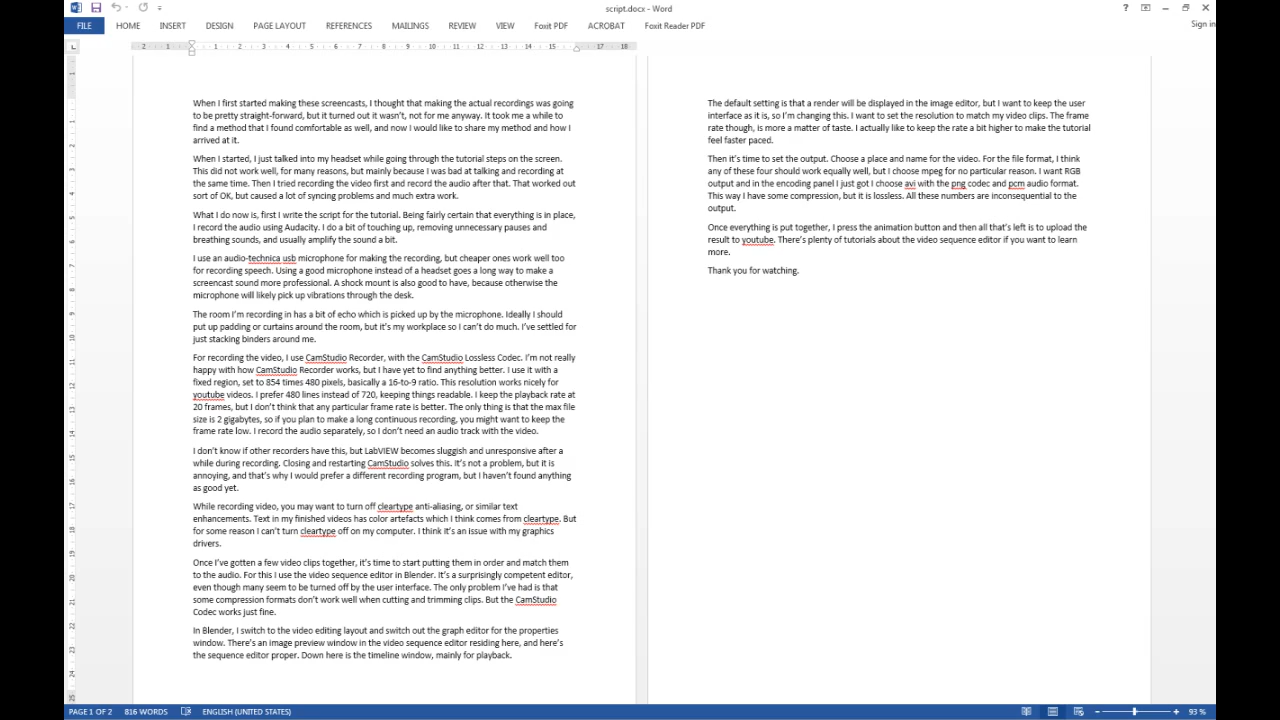 script.docx - Word
? 
Sign in
FILE HOME INSERT DESIGN PAGE LAYOUT REFERENCES MAILINGS REVIEW VIEW Foxit PDF ACROBAT Foxit Reader PDF
2 1 1 2 3 4 5 6 7 8 9 10 11 12 13 14 15 17 18
When I first started making these screencasts, I thought that making the actual recordings was going
to be pretty straight-forward, but it turned out it wasn't, not for me anyway. It took me a while to
find a method that I found comfortable as well, and now I would like to share my method and how I
arrived at it.
When I started, I just talked into my headset while going through the tutorial steps on the screen.
This did not work well, for many reasons, but mainly because I was bad at talking and recording at
the same time. Then I tried recording the video first and record the audio after that. That worked out
sort of OK, but caused a lot of syncing problems and much extra work.
What I do now is, first I write the script for the tutorial. Being fairly certain that everything is in place,
I record the audio using Audacity. I do a bit of touching up, removing unnecessary pauses and
breathing sounds, and usually amplify the sound a bit.
I use an audio-technica usb microphone for making the recording, but cheaper ones work well too
for recording speech. Using a good microphone instead of a headset goes a long way to make a
screencast sound more professional. A shock mount is also good to have, because otherwise the
microphone will likely pick up vibrations through the desk.
The room I'm recording in has a bit of echo which is picked up by the microphone. Ideally I should
put up padding or curtains around the room, but it's my workplace so I can't do much. I've settled for
just stacking binders around me.
For recording the video, I use CamStudio Recorder, with the CamStudio Lossless Codec. I'm not really
happy with how CamStudio Recorder works, but I have yet to find anything better. I use it with a
fixed region, set to 854 times 480 pixels, basically a 16-to-9 ratio. This resolution works nicely for
youtube videos. I prefer 480 lines instead of 720, keeping things readable. I keep the playback rate at
20 frames, but I don't think that any particular frame rate is better. The only thing is that the max file
size is 2 gigabytes, so if you plan to make a long continuous recording, you might want to keep the
frame rate low. I record the audio separately, so I don't need an audio track with the video.
I don't know if other recorders have this, but LabVIEW becomes sluggish and unresponsive after a
while during recording. Closing and restarting CamStudio solves this. It's not a problem, but it is
annoying, and that's why I would prefer a different recording program, but I haven't found anything
as good yet.
While recording video, you may want to turn off cleartype anti-aliasing, or similar text
enhancements. Text in my finished videos has color artefacts which I think comes from cleartype. But
for some reason I can't turn cleartype off on my computer. I think it's an issue with my graphics
drivers.
Once I've gotten a few video clips together, it's time to start putting them in order and match them
to the audio. For this I use the video sequence editor in Blender. It's a surprisingly competent editor,
even though many seem to be turned off by the user interface. The only problem I've had is that
some compression formats don't work well when cutting and trimming clips. But the CamStudio
Codec works just fine.
In Blender, I switch to the video editing layout and switch out the graph editor for the properties
window. There's an image preview window in the video sequence editor residing here, and here's
the sequence editor proper. Down here is the timeline window, mainly for playback.
The default setting is that a render will be displayed in the image editor, but I want to keep the user
interface as it is, so I'm changing this. I want to set the resolution to match my video clips. The frame
rate though, is more a matter of taste. I actually like to keep the rate a bit higher to make the tutorial
feel faster paced.
Then it's time to set the output. Choose a place and name for the video. For the file format, I think
any of these four should work equally well, but I choose mpeg for no particular reason. I want RGB
output and in the encoding panel I just got I choose avi with the png codec and pcm audio format.
This way I have some compression, but it is lossless. All these numbers are inconsequential to the
output.
Once everything is put together, I press the animation button and then all that's left is to upload the
result to youtube. There's plenty of tutorials about the video sequence editor if you want to learn
more.
Thank you for watching.
PAGE 1 OF 2 816 WORDS ENGLISH (UNITED STATES) 93 %